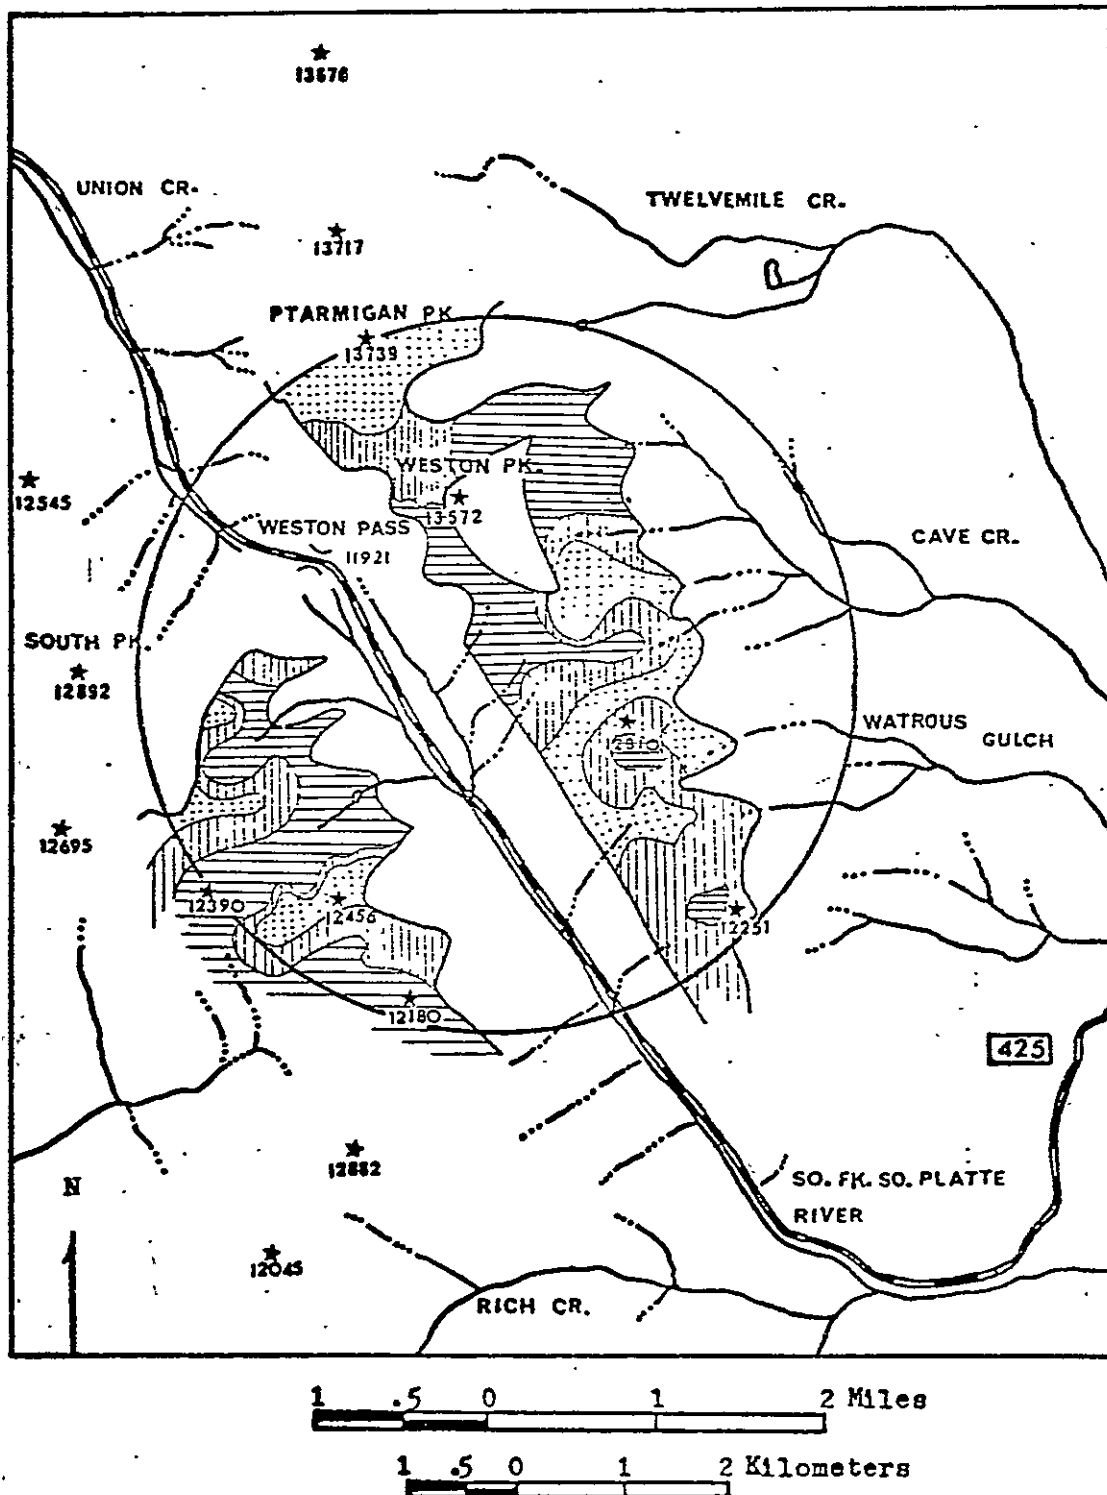 13676
UNION CR.
TWELVEMILE CR.
13717
PTARMIGAN PK
13739
WESTON PK.
12545
13572
WESTON PASS
11921
CAVE CR.
SOUTH PK.
12892
12810
WATROUS
GULCH
12695
12390
12456
12251
12180
425
12882
N
SO. FK. SO. PLATTE
RIVER
12045
RICH CR.
1 .5 0 1 2 Miles
1 .5 0 1 2 Kilometers